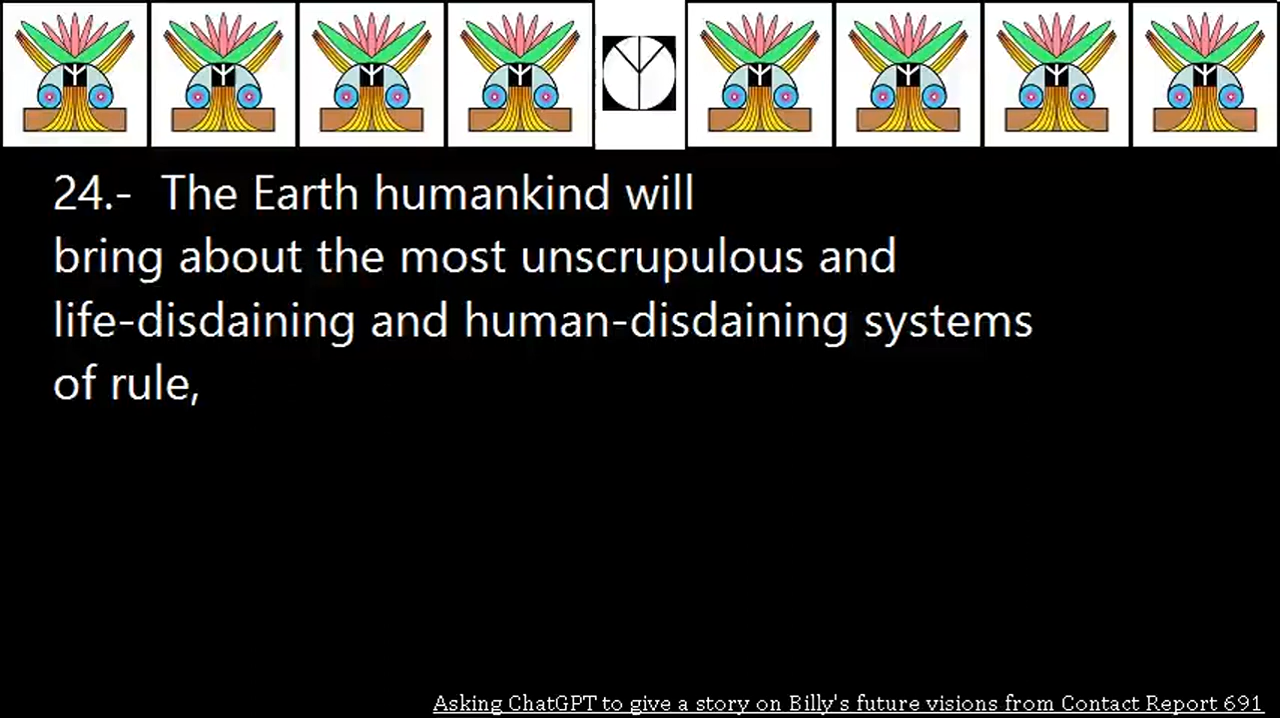 24.-  The Earth humankind will
bring about the most unscrupulous and
life-disdaining and human-disdaining systems
of rule,
Asking ChatGPT to give a story on Billy's future visions from Contact Report 691